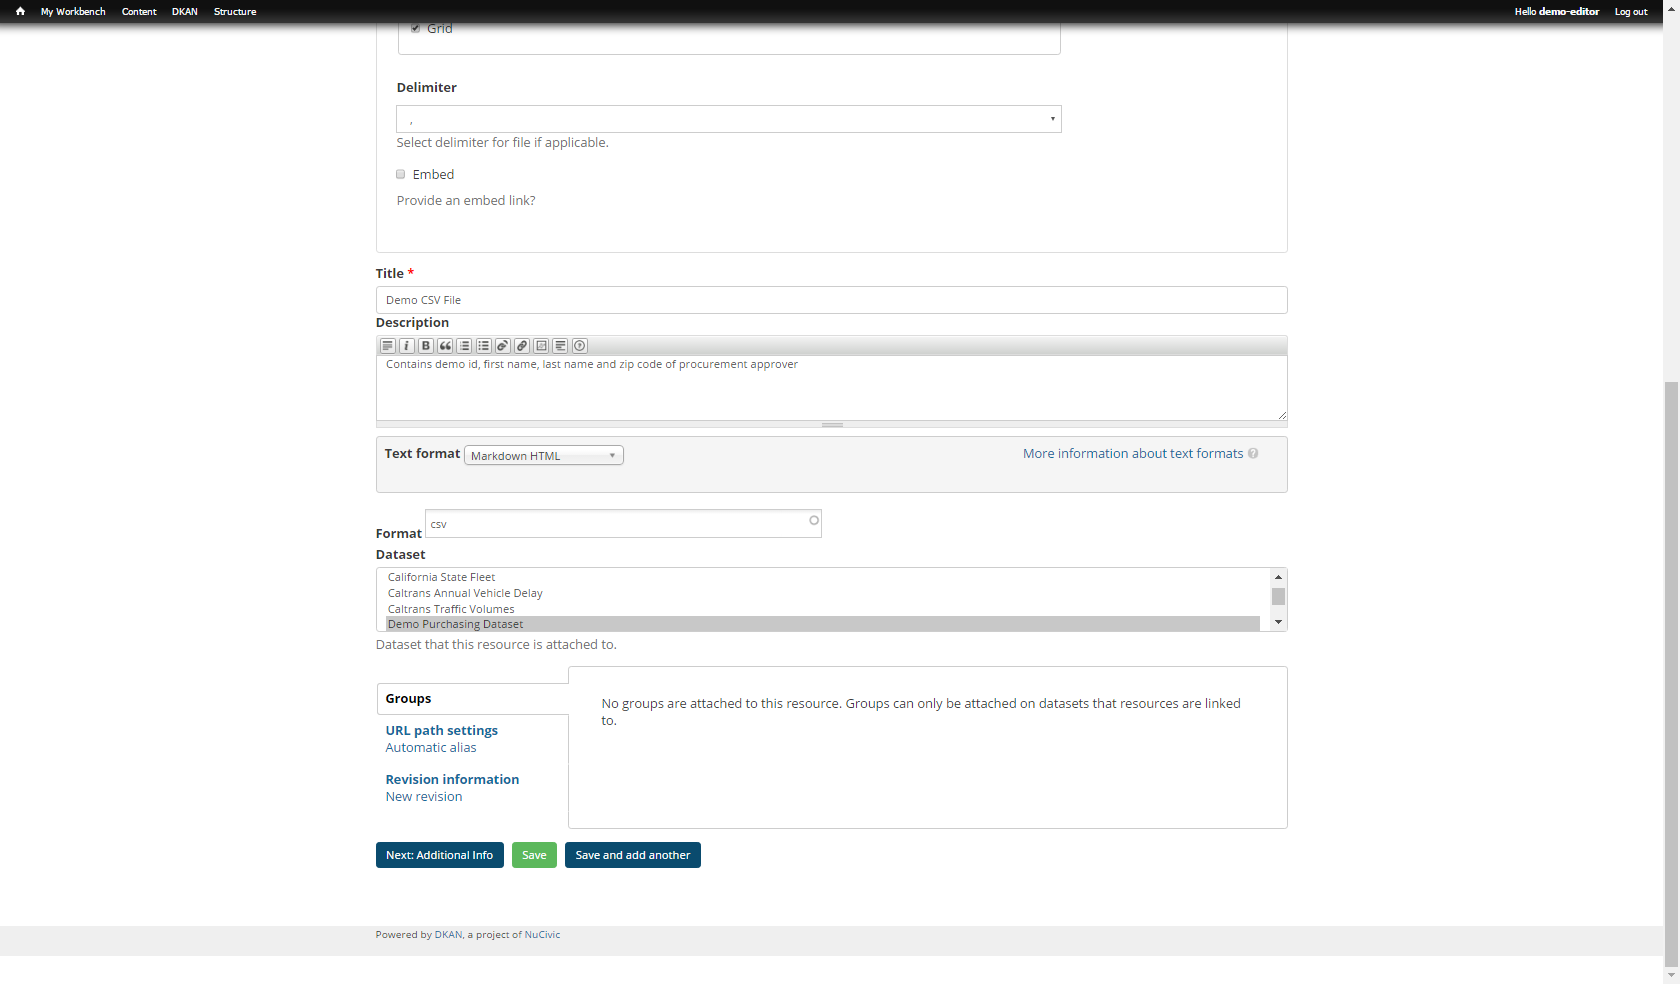 My Workbench Content DKAN Structure Hello demo-editor Log out
Grid
Delimiter
,
Select delimiter for file if applicable.
Embed
Provide an embed link?
Title *
Demo CSV File
Description
i B
Contains demo id, first name, last name and zip code of procurement approver
Text format Markdown HTML More information about text formats ?
Format csv
Dataset
California State Fleet
Caltrans Annual Vehicle Delay
Caltrans Traffic Volumes
Demo Purchasing Dataset
Dataset that this resource is attached to.
Groups
No groups are attached to this resource. Groups can only be attached on datasets that resources are linked
to.
URL path settings
Automatic alias
Revision information
New revision
Next: Additional Info Save Save and add another
Powered by DKAN, a project of NuCivic